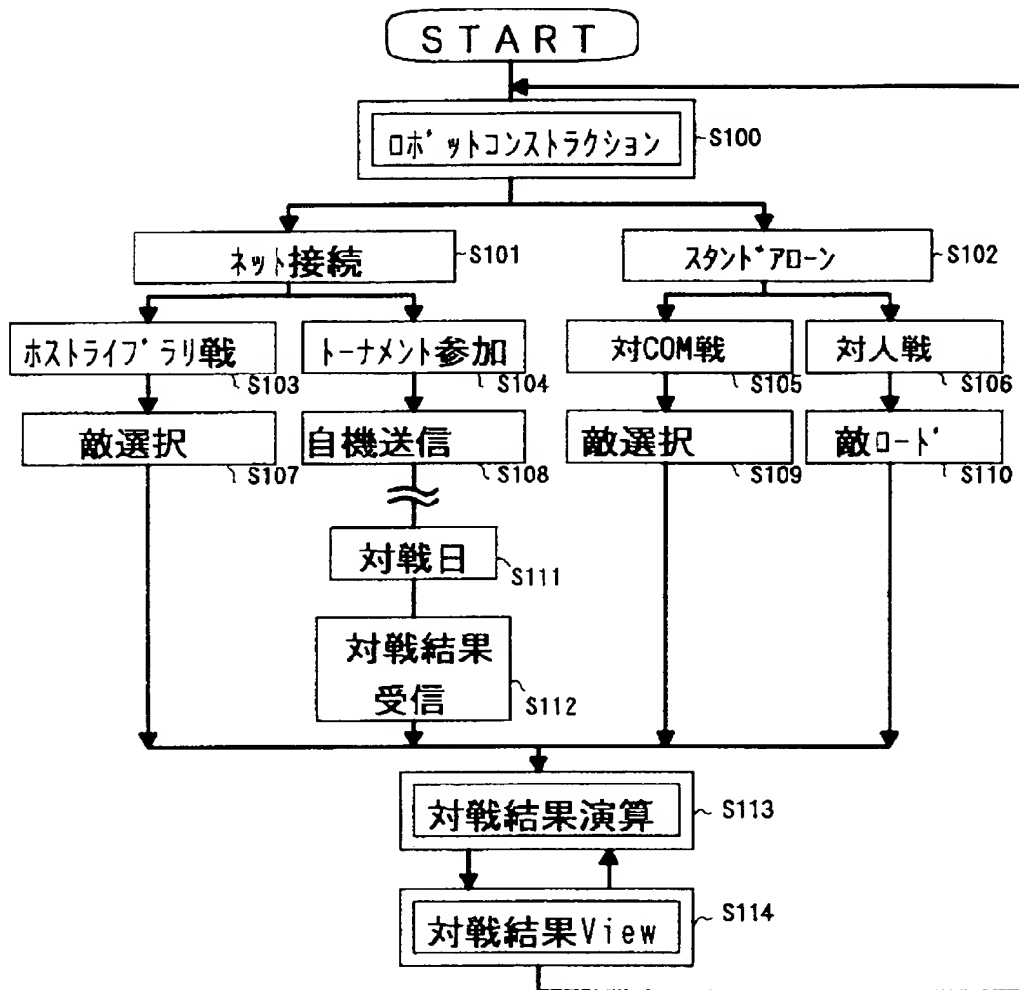 START
ロボットコンストラクション
S100
ネット接続
S101
スタンドアローン
S102
ホストライブラリ戦
S103
トーナメント参加
S104
対COM戦
S105
対人戦
S106
敵選択
S107
自機送信
S108
敵選択
S109
敵ロード
S110
対戦日
S111
対戦結果
受信
S112
対戦結果演算
S113
対戦結果View
S114